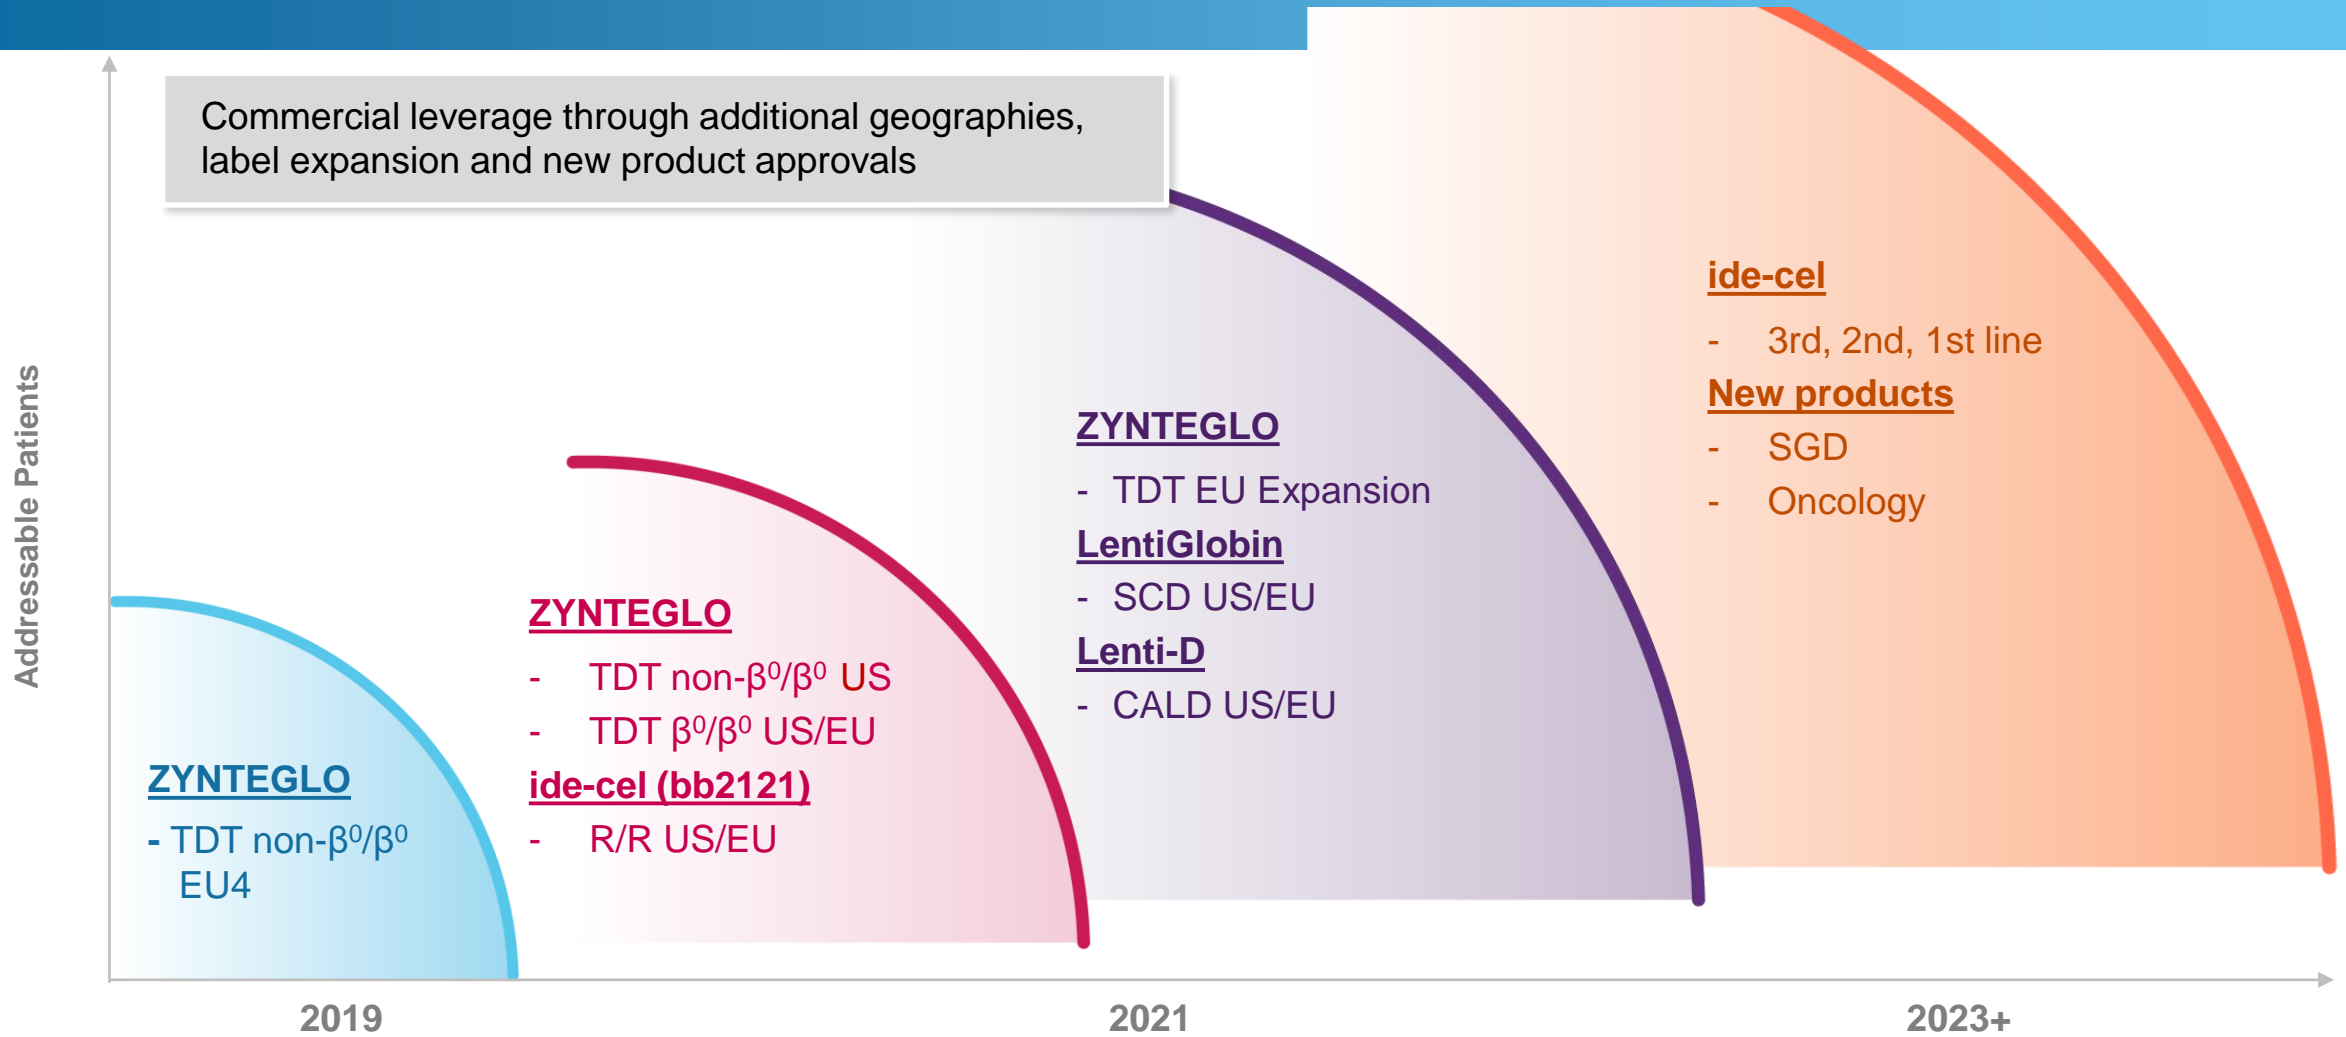 Commercial leverage through additional geographies,
label expansion and new product approvals
Addressable Patients
ZYNTEGLO
- TDT non-β⁰/β⁰
EU4
ZYNTEGLO
- TDT non-β⁰/β⁰ US
- TDT β⁰/β⁰ US/EU
ide-cel (bb2121)
- R/R US/EU
ZYNTEGLO
- TDT EU Expansion
LentiGlobin
- SCD US/EU
Lenti-D
- CALD US/EU
ide-cel
- 3rd, 2nd, 1st line
New products
- SGD
- Oncology
2019
2021
2023+